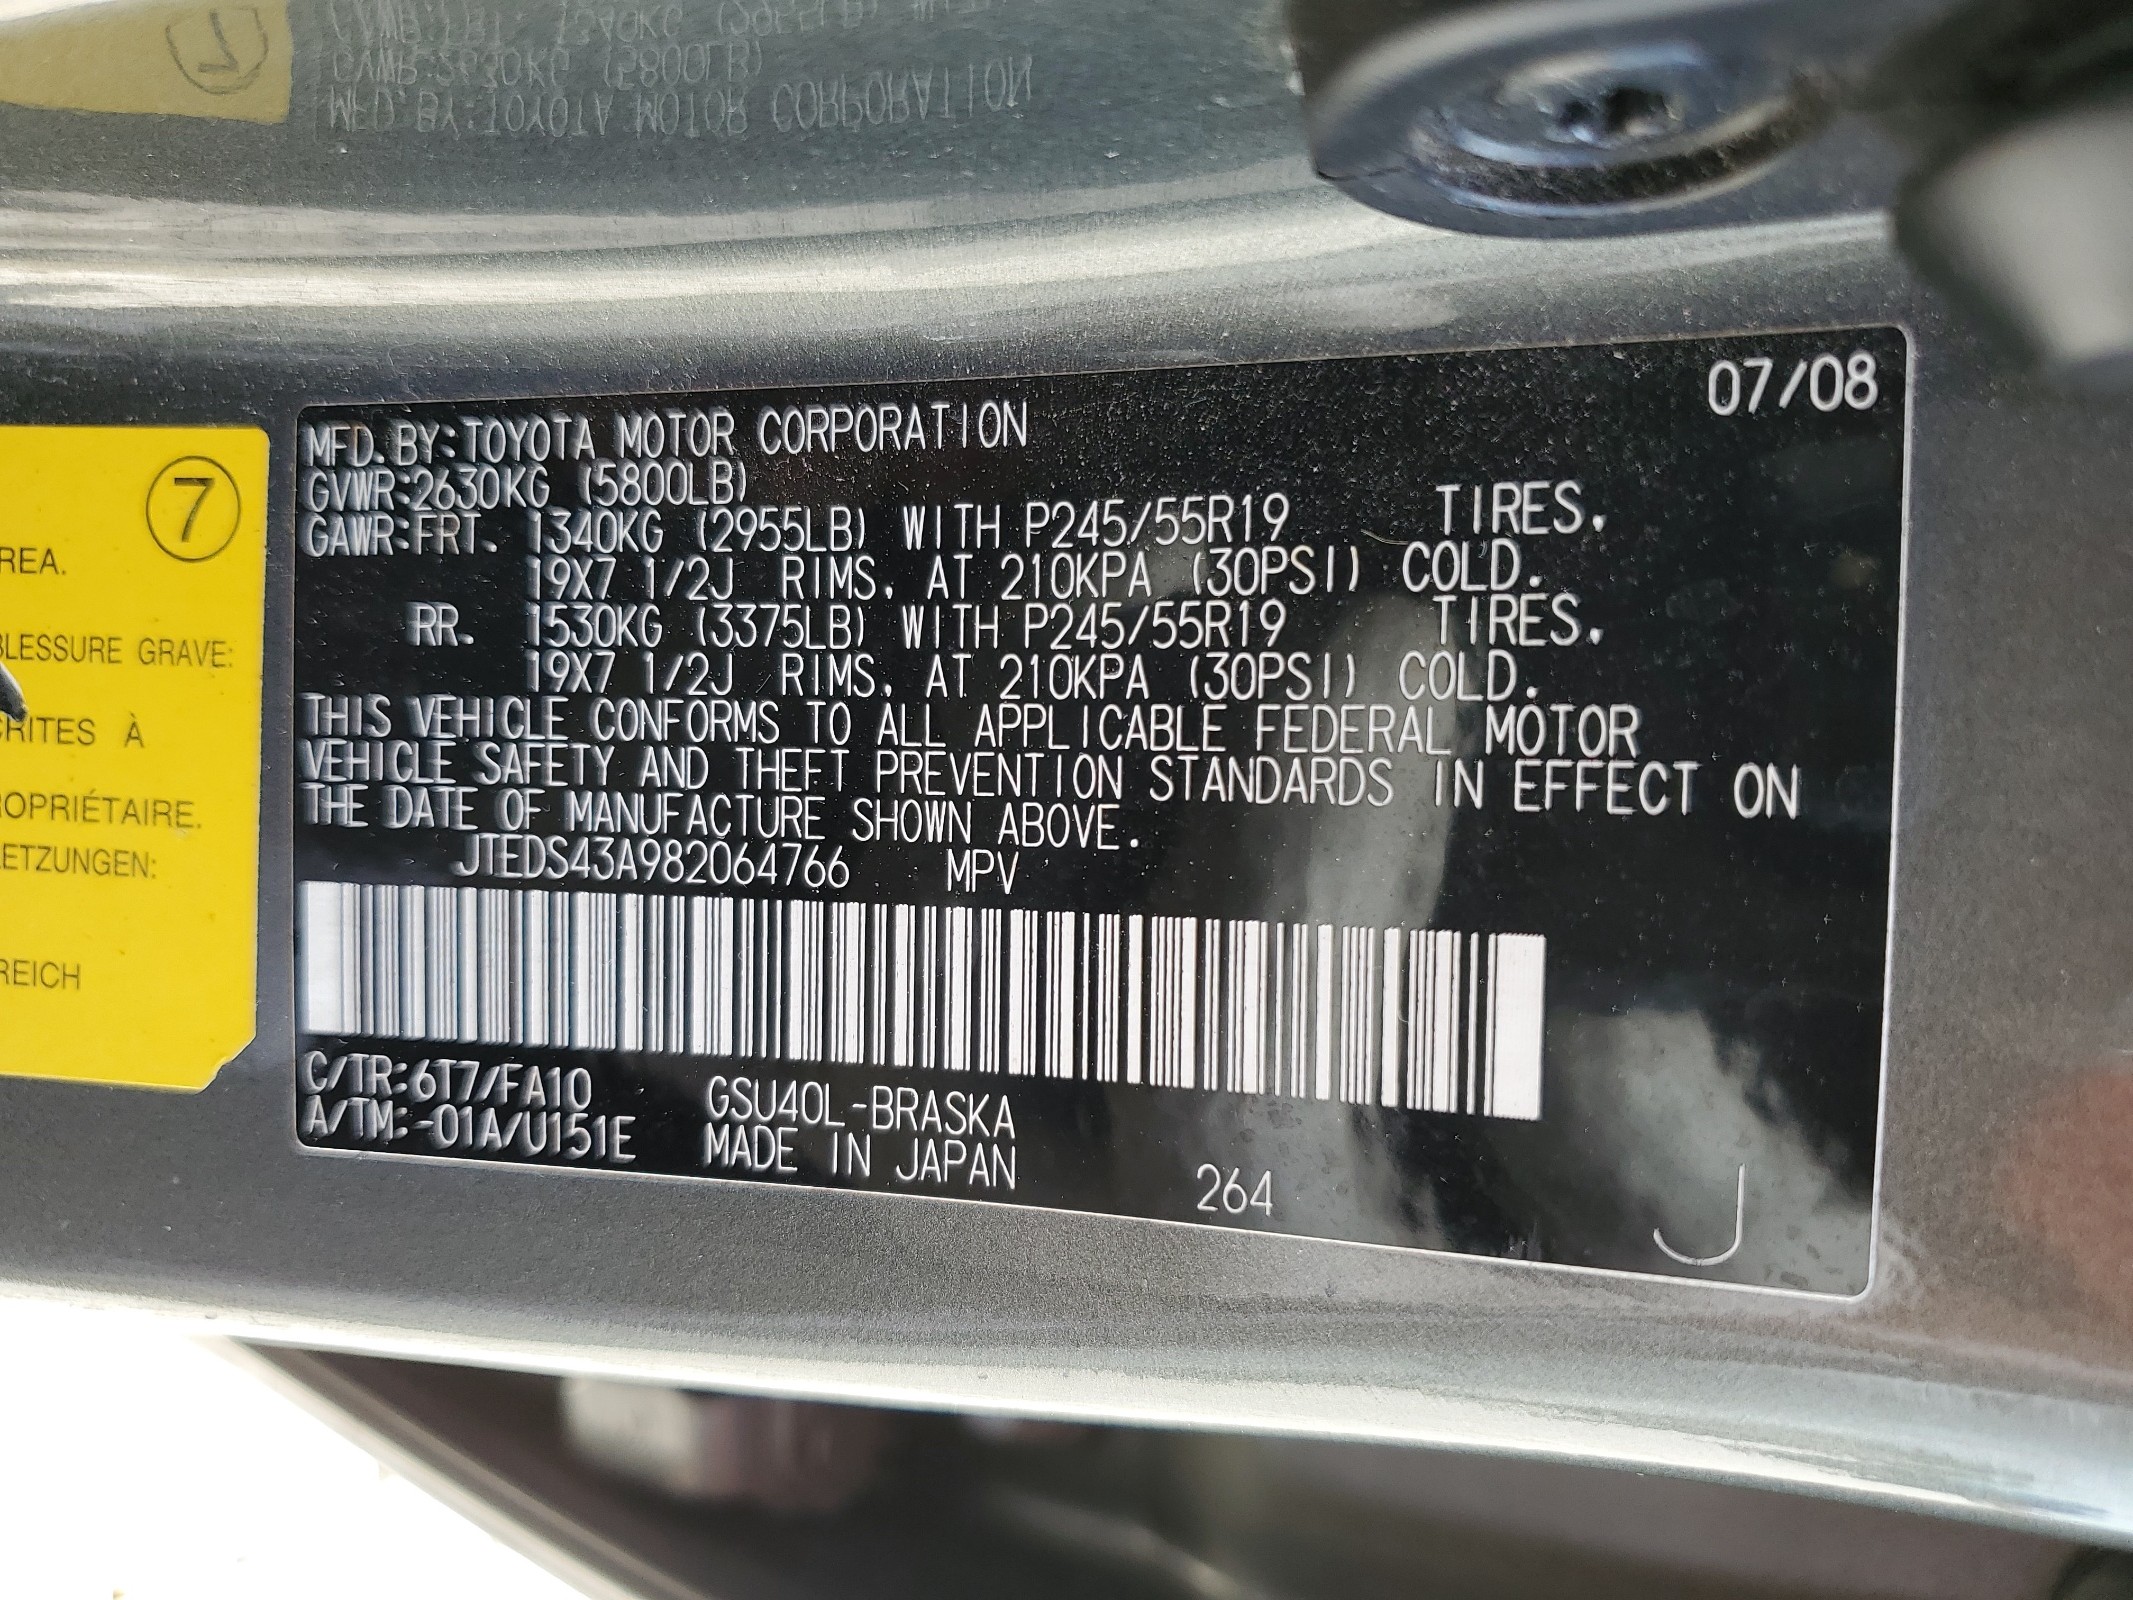 07/08
MFD. BY:TOYOTA MOTOR CORPORATION
GVWR:2630KG (5800LB)
GAWR:FRT. 1340KG (2955LB) WITH P245/55R19 TIRES.
19X7 1/2J RIMS, AT 210KPA (30PSI) COLD.
RR. 1530KG (3375LB) WITH P245/55R19 TIRES.
19X7 1/2J RIMS, AT 210KPA (30PSI) COLD.
THIS VEHICLE CONFORMS TO ALL APPLICABLE FEDERAL MOTOR
VEHICLE SAFETY AND THEFT PREVENTION STANDARDS IN EFFECT ON
THE DATE OF MANUFACTURE SHOWN ABOVE.
JTEDS43A982064766 MPV
C/TR:6T7/FA10 GSU40L-BRASKA
A/TM:-01A/U151E MADE IN JAPAN
264
J
7
REA.
BLESSURE GRAVE:
CRITES À
ROPRIÉTAIRE.
LETZUNGEN:
REICH